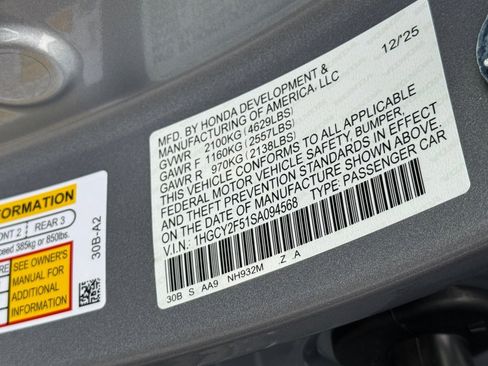 12/'25
MFD. BY HONDA DEVELOPMENT &
MANUFACTURING OF AMERICA, LLC
GVWR 2100KG(4629LBS)
GAWR F 1160KG(2557LBS)
GAWR R 970KG(2138LBS)
THIS VEHICLE CONFORMS TO ALL APPLICABLE
FEDERAL MOTOR VEHICLE SAFETY, BUMPER,
AND THEFT PREVENTION STANDARDS IN EFFECT
ON THE DATE OF MANUFACTURE SHOWN ABOVE.
V.I.N.: 1HGCY2F51SA094568 TYPE: PASSENGER CAR
30B S AA9 NH932M .Z .A
FORMATION
ONT 2 REAR 3
ceed 385kg or 850lbs.
RE
SEE OWNER'S
MANUAL FOR
ADDITIONAL
INFORMATION
30B-A2